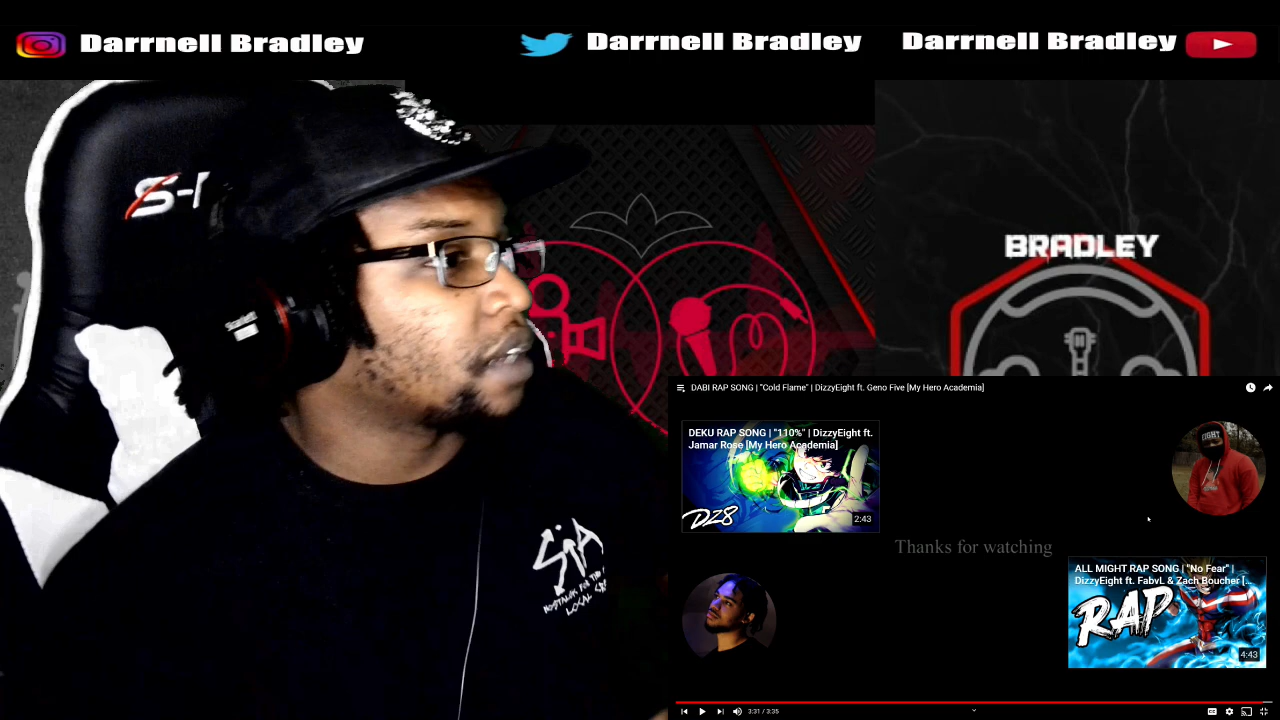 Darrnell Bradley
Darrnell Bradley
Darrnell Bradley
S-
BRADLEY
DABI RAP SONG | "Cold Flame" | DizzyEight ft. Geno Five [My Hero Academia]
DEKU RAP SONG | "110%" | DizzyEight ft.
Jamar Rose [My Hero Academia]
DZ8
2:43
EIGHT
Thanks for watching
ALL MIGHT RAP SONG | "No Fear" |
DizzyEight ft. FabvL & Zach Boucher [...
RAP
4:43
LOCAL
3:31 / 3:35